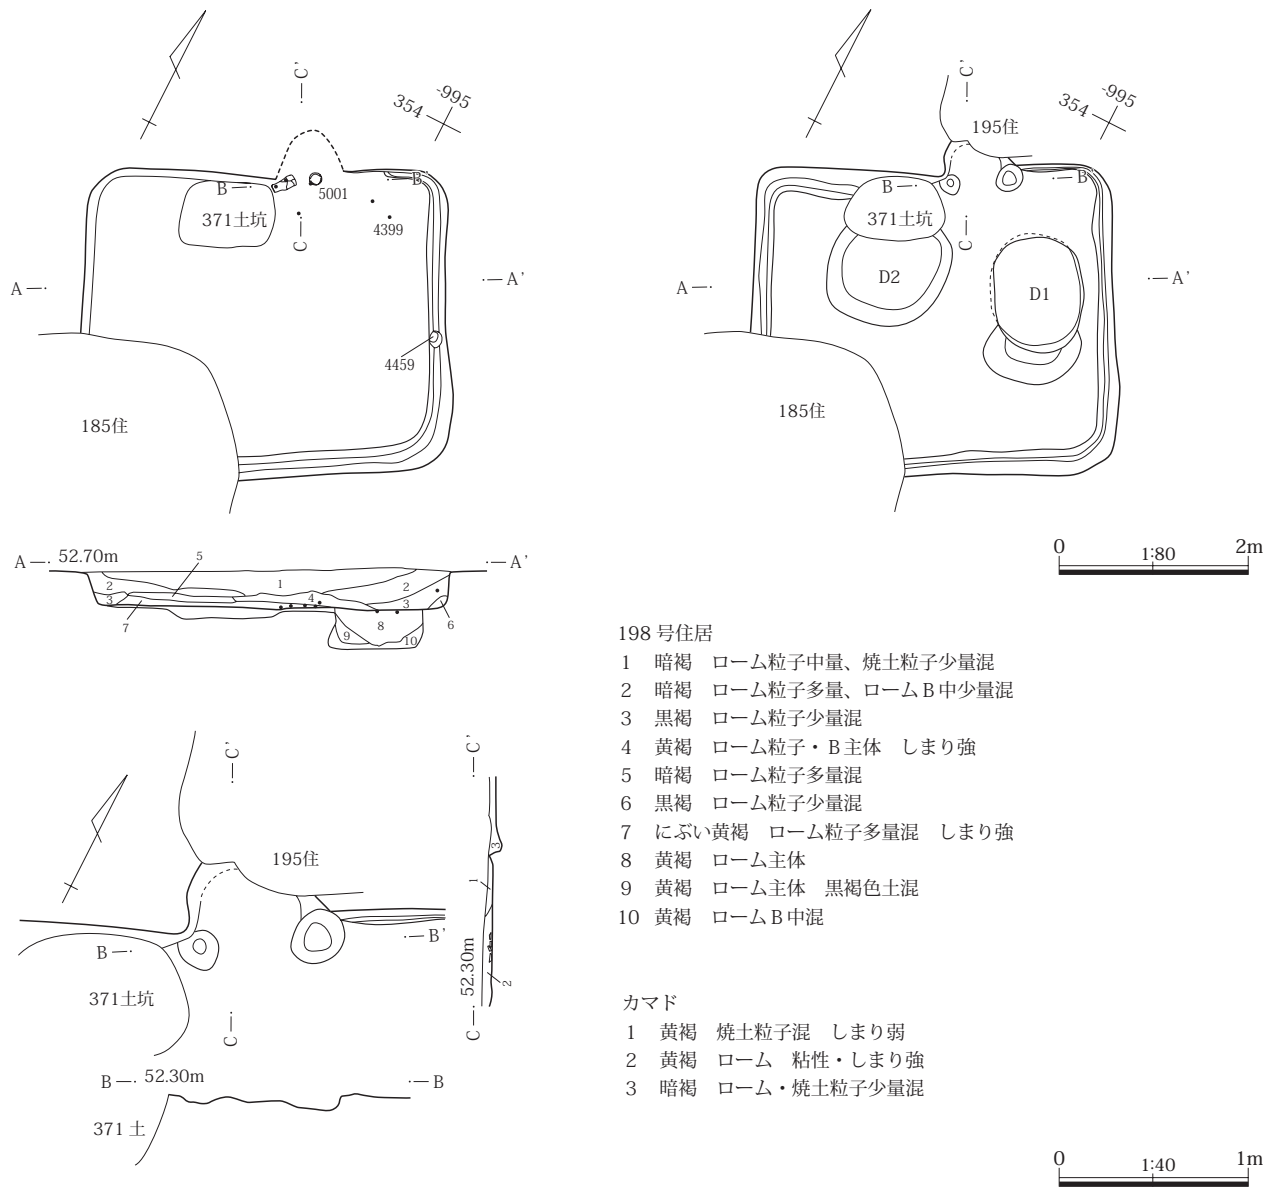 C'
-995
354
B
B
5001
371土坑
4399
C
A
A'
4459
185住
C'
-995
354
195住
B
B
371土坑
C
D2
D1
A
A'
185住
A 52.70m A'
5
1
2
2
3
4
3
7
8
6
9
10
0 1:80 2m
198 号住居
1 暗褐 ローム粒子中量、焼土粒子少量混
2 暗褐 ローム粒子多量、ロームB中少量混
3 黒褐 ローム粒子少量混
4 黄褐 ローム粒子・B主体 しまり強
5 暗褐 ローム粒子多量混
6 黒褐 ローム粒子少量混
7 にぶい黄褐 ローム粒子多量混 しまり強
8 黄褐 ローム主体
9 黄褐 ローム主体 黒褐色土混
10 黄褐 ロームB中混
C'
195住
B
B'
371土坑
C
C'
3
1
52.30m
2
C
B 52.30m B
371 土
カマド
1 黄褐 焼土粒子混 しまり弱
2 黄褐 ローム 粘性・しまり強
3 暗褐 ローム・焼土粒子少量混
0 1:40 1m